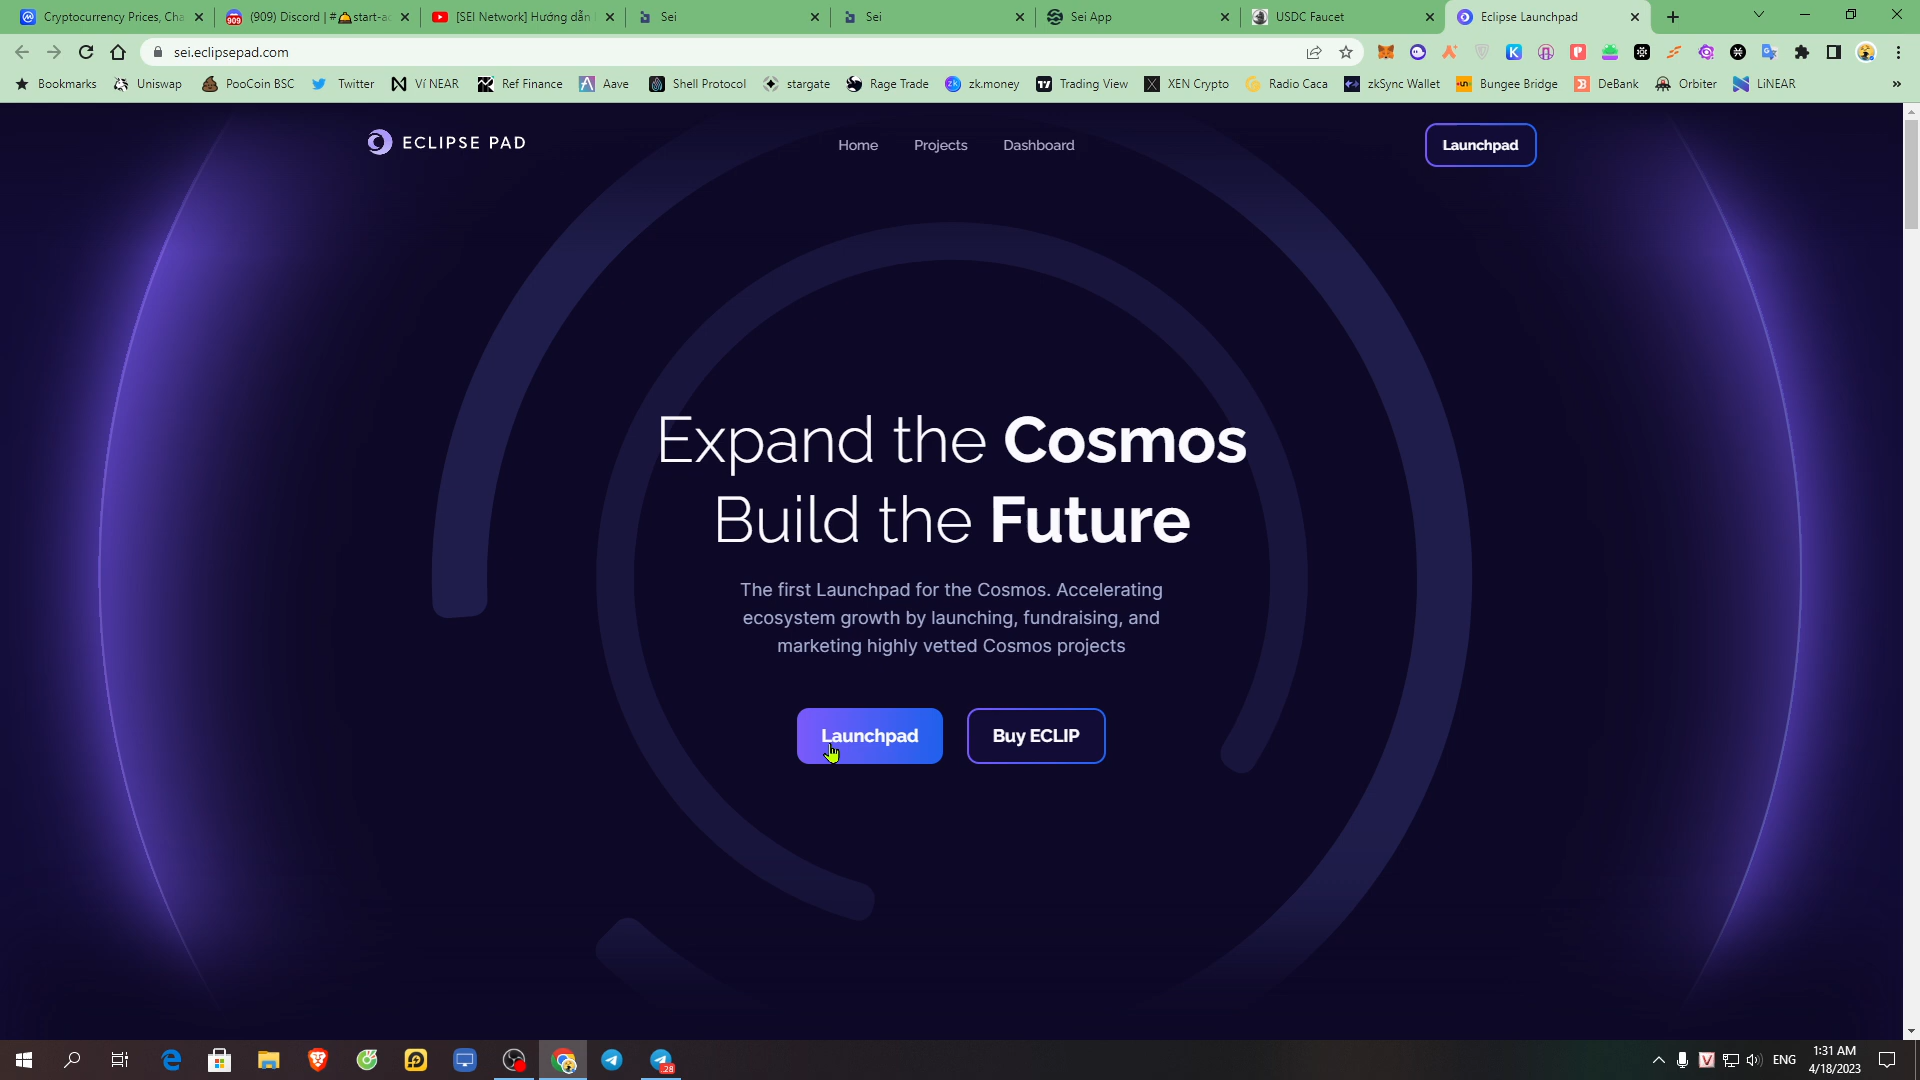 Cryptocurrency Prices, Cha
(909) Discord | #🛎start-ac
[SEI Network] Hướng dẫn
Sei
Sei
Sei App
USDC Faucet
Eclipse Launchpad
sei.eclipsepad.com
Bookmarks
Uniswap
PooCoin BSC
Twitter
Ví NEAR
Ref Finance
Aave
Shell Protocol
stargate
Rage Trade
zk.money
Trading View
XEN Crypto
Radio Caca
zkSync Wallet
Bungee Bridge
DeBank
Orbiter
LiNEAR
»
ECLIPSE PAD
Home
Projects
Dashboard
Launchpad
Expand the Cosmos
Build the Future
The first Launchpad for the Cosmos. Accelerating
ecosystem growth by launching, fundraising, and
marketing highly vetted Cosmos projects
Launchpad
Buy ECLIP
ENG
1:31 AM
4/18/2023